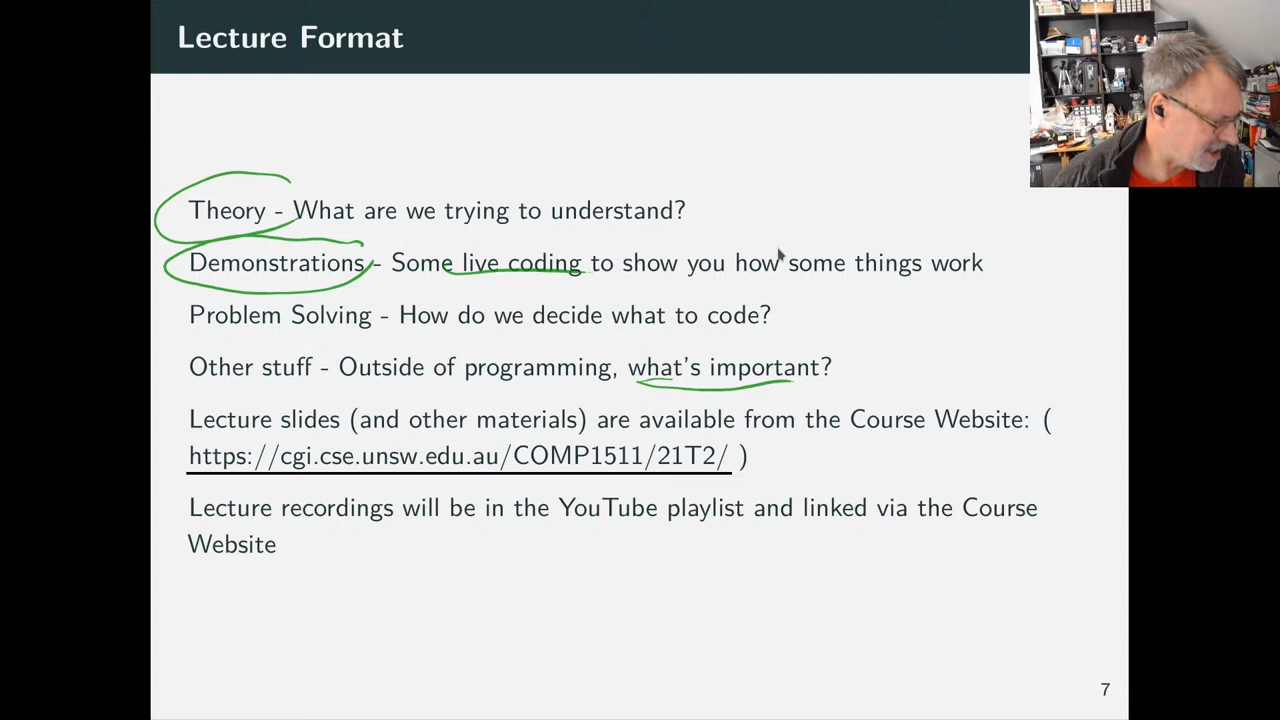 Lecture Format
Theory - What are we trying to understand?
Demonstrations - Some live coding to show you how some things work
Problem Solving - How do we decide what to code?
Other stuff - Outside of programming, what's important?
Lecture slides (and other materials) are available from the Course Website: (
https://cgi.cse.unsw.edu.au/COMP1511/21T2/ )
Lecture recordings will be in the YouTube playlist and linked via the Course
Website
7